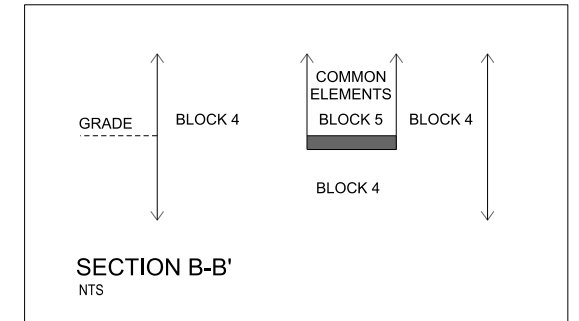 COMMON
ELEMENTS
GRADE
BLOCK 4
BLOCK 5
BLOCK 4
BLOCK 4
SECTION B-B'
NTS